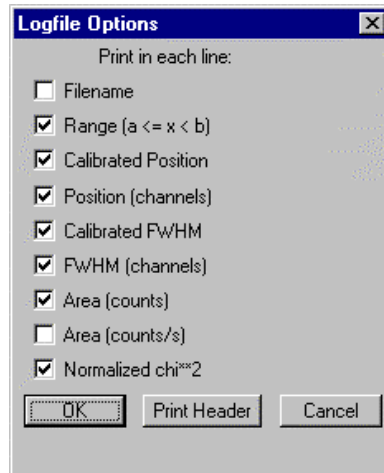 Logfile Options
Print in each line:
Filename
Range (a <= x < b)
Calibrated Position
Position (channels)
Calibrated FWHM
FWHM (channels)
Area (counts)
Area (counts/s)
Normalized chi**2
OK Print Header Cancel